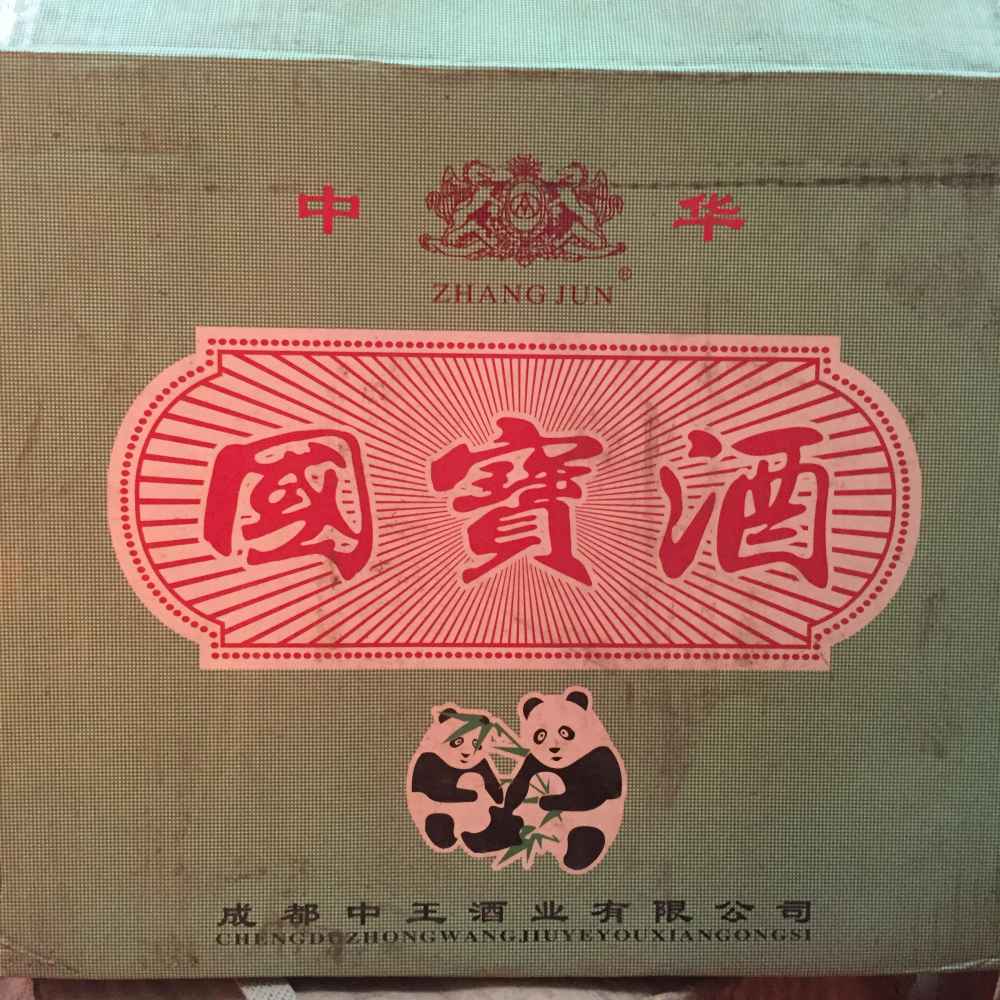 中 华
ZHANG JUN
國寶酒
成都中王酒业有限公司
CHENGDUZHONGWANGJIUYEYOUXIANGONGSI